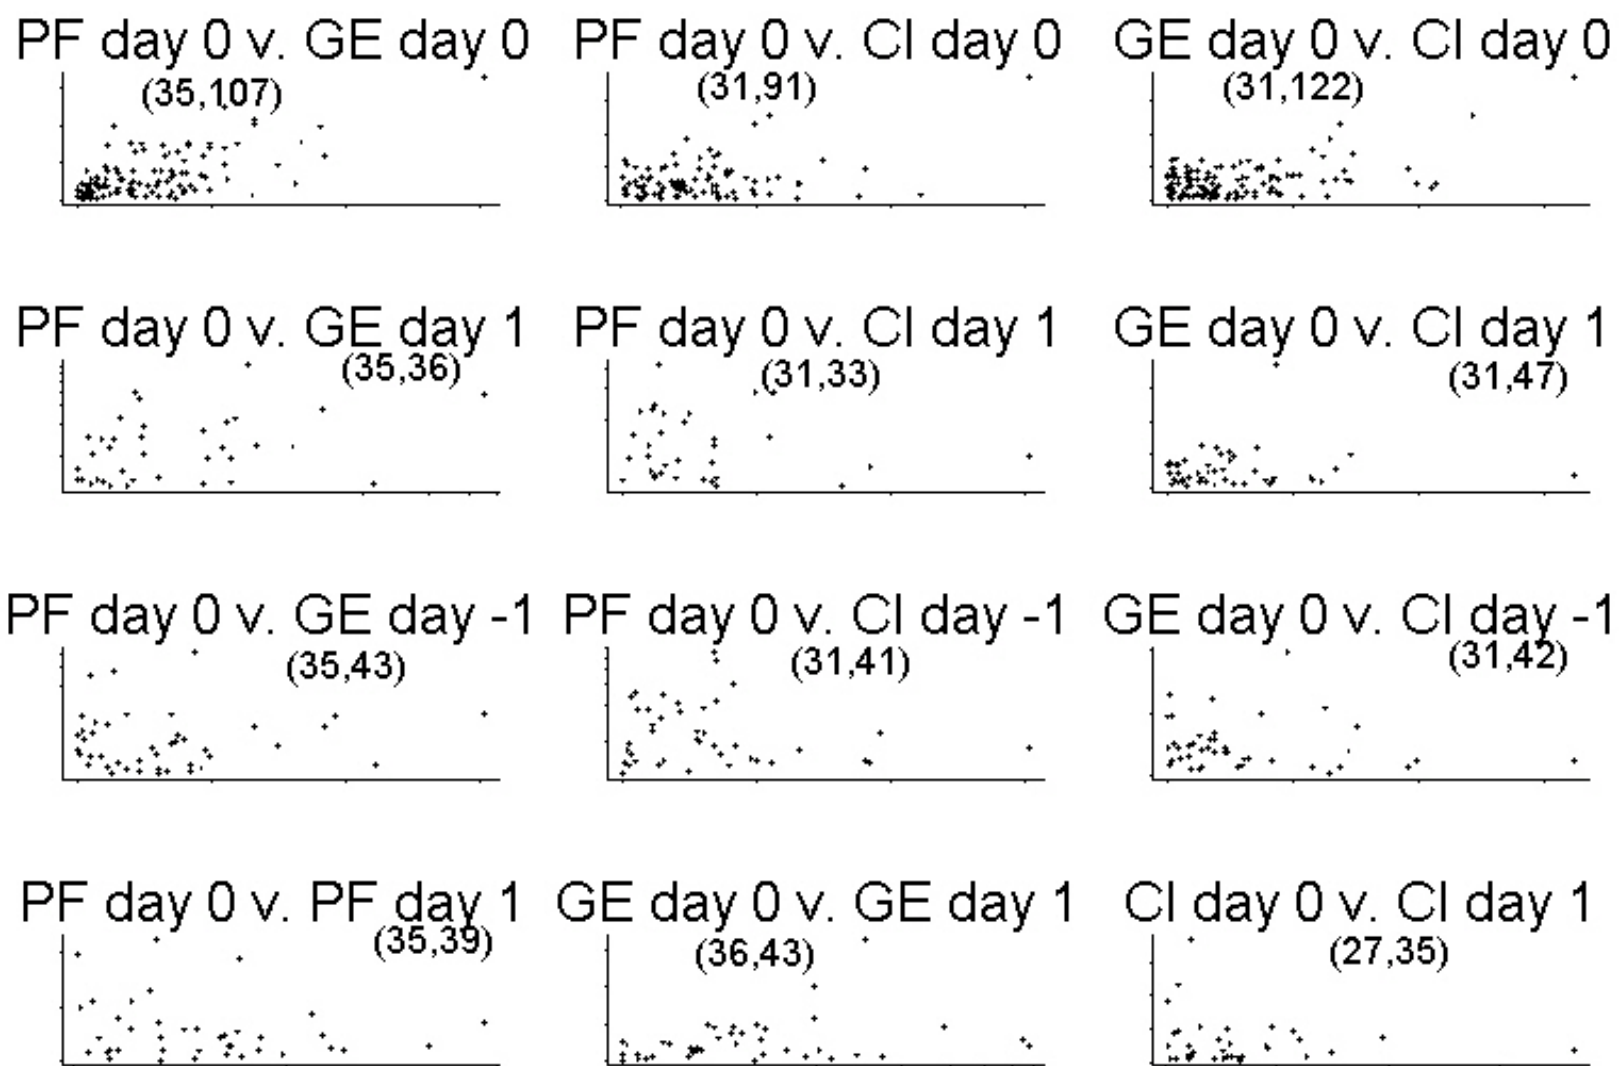 PF day 0 v. GE day 0
(35,107)
PF day 0 v. CI day 0
(31,91)
GE day 0 v. CI day 0
(31,122)
PF day 0 v. GE day 1
(35,36)
PF day 0 v. CI day 1
(31,33)
GE day 0 v. CI day 1
(31,47)
PF day 0 v. GE day -1
(35,43)
PF day 0 v. CI day -1
(31,41)
GE day 0 v. CI day -1
(31,42)
PF day 0 v. PF day 1
(35,39)
GE day 0 v. GE day 1
(36,43)
CI day 0 v. CI day 1
(27,35)